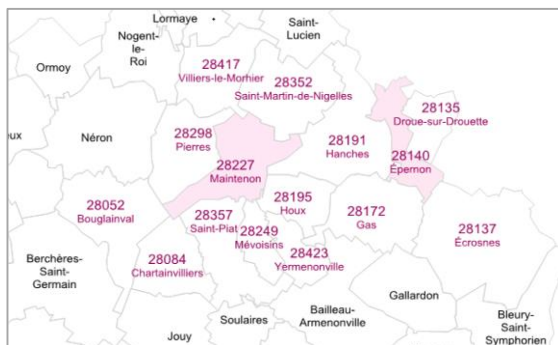 Lormaye
Saint-
Lucien
Nogent-
le-
Roi
Ormoy
28417
Villiers-le-Morhier
28352
Saint-Martin-de-Nigelles
28135
Droue-sur-Drouette
Néron
28298
Pierres
28191
Hanches
28140
Épernon
28227
Maintenon
28052
Bouglainval
28195
Houx
28357
Saint-Piat
28172
Gas
28249
Mévoisins
28137
Écrosnes
28084
Chartainvilliers
28423
Yermenonville
Berchères-
Saint-
Germain
Gallardon
Soulaires
Bailleau-
Armenonville
Bleury-
Saint-
Symphorien
Jouy